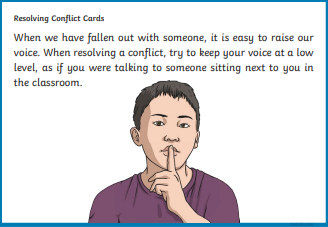 Resolving Conflict Cards
When we have fallen out with someone, it is easy to raise our
voice. When resolving a conflict, try to keep your voice at a low
level, as if you were talking to someone sitting next to you in
the classroom.